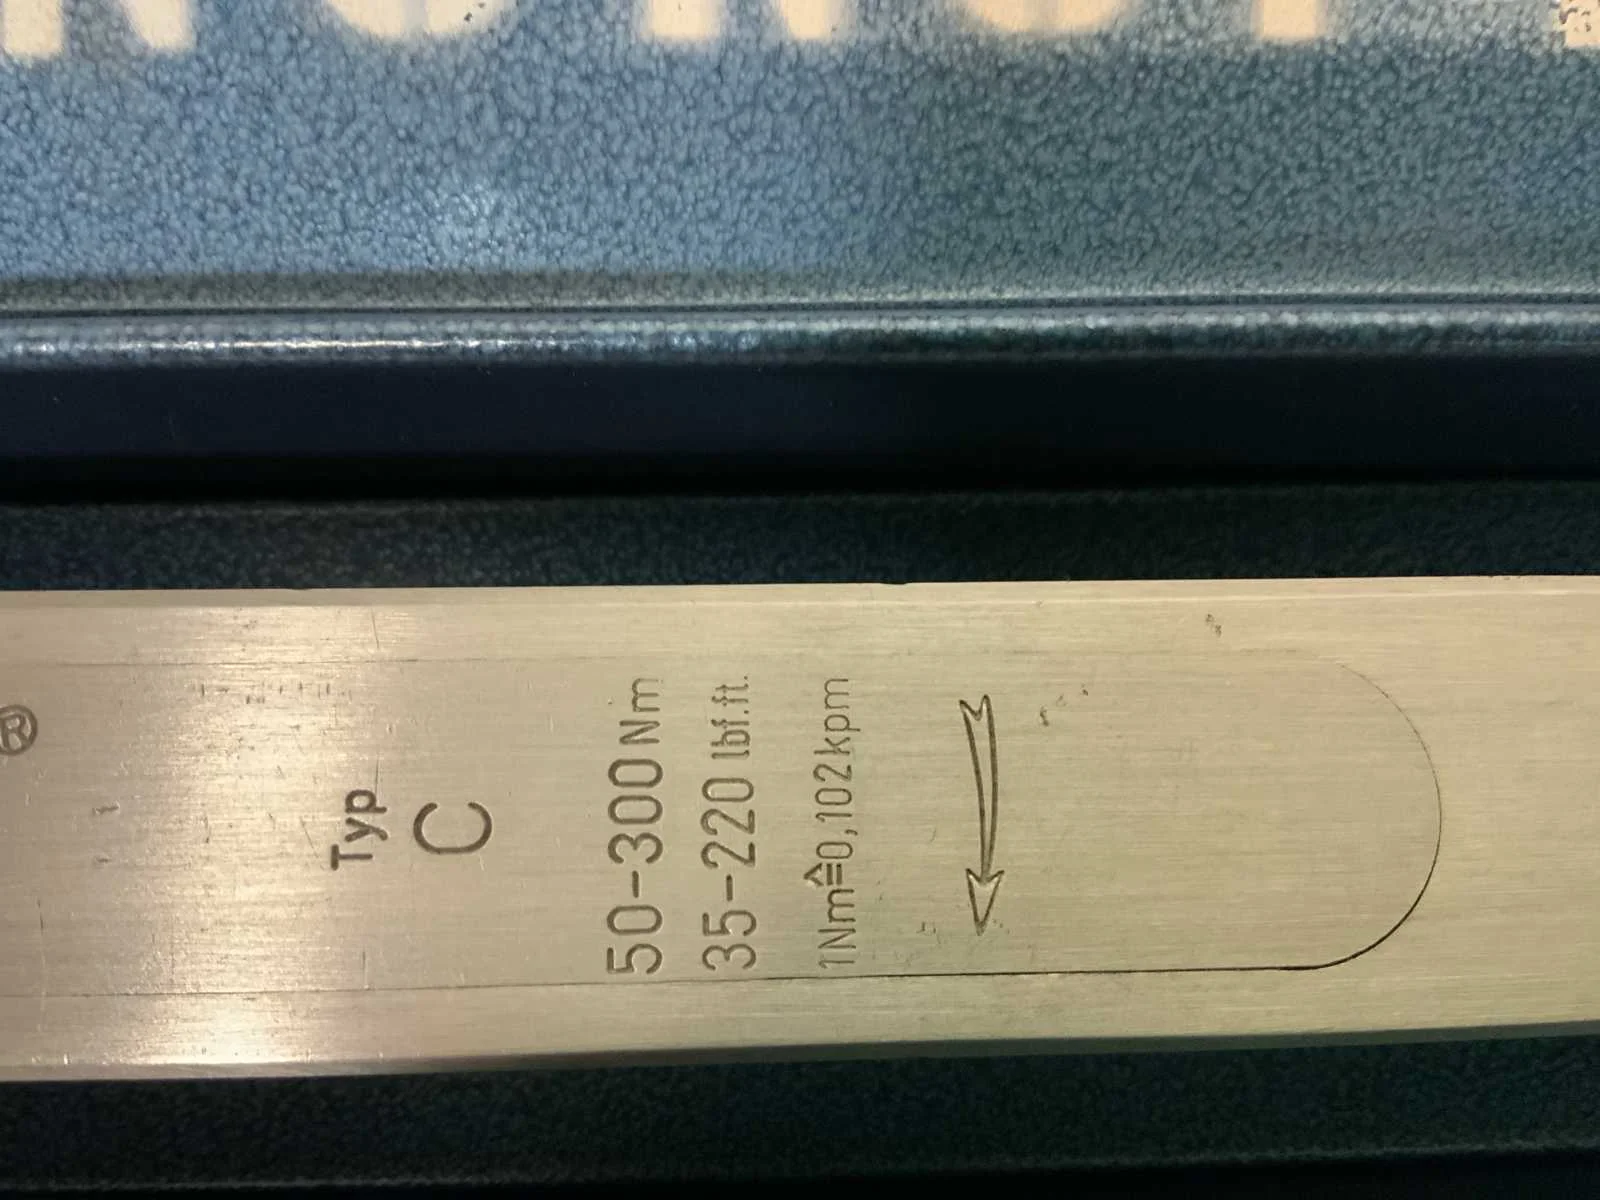 ®
Typ
C
50-300 Nm
35-220 lbf.ft.
1Nm≙0,102kpm